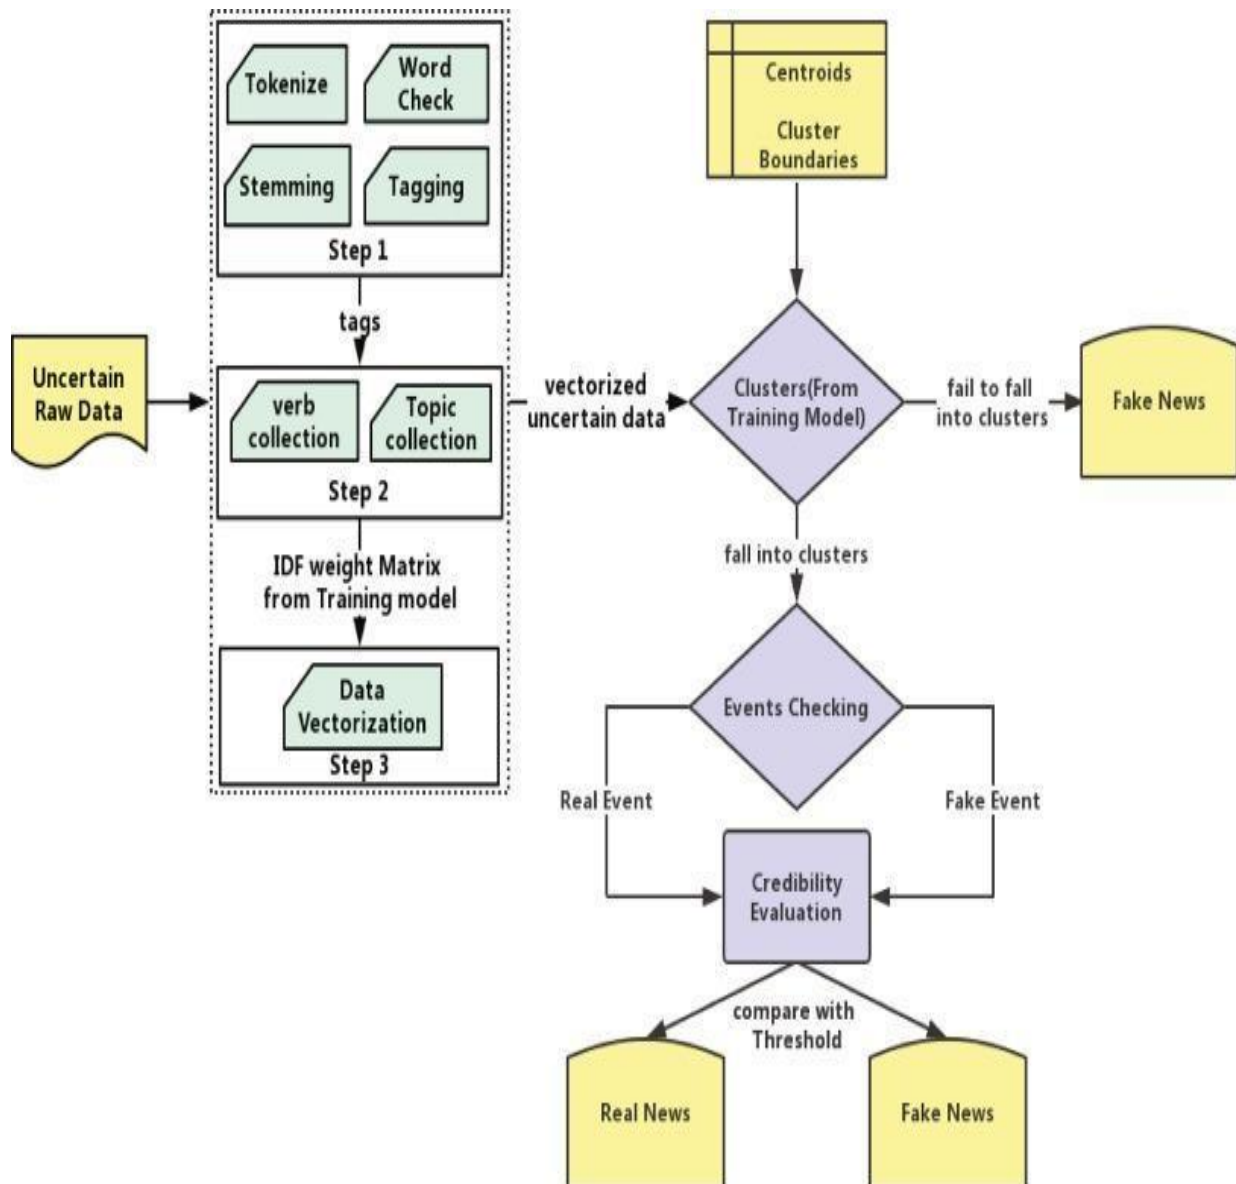 Tokenize
Word
Check
Stemming
Tagging
Step 1
tags
Uncertain
Raw Data
verb
collection
Topic
collection
Step 2
IDF weight Matrix
from Training model
Data
Vectorization
Step 3
vectorized
uncertain data
Centroids
Cluster
Boundaries
Clusters(From
Training Model)
fail to fall
into clusters
Fake News
fall into clusters
Events Checking
Real Event
Fake Event
Credibility
Evaluation
compare with
Threshold
Real News
Fake News